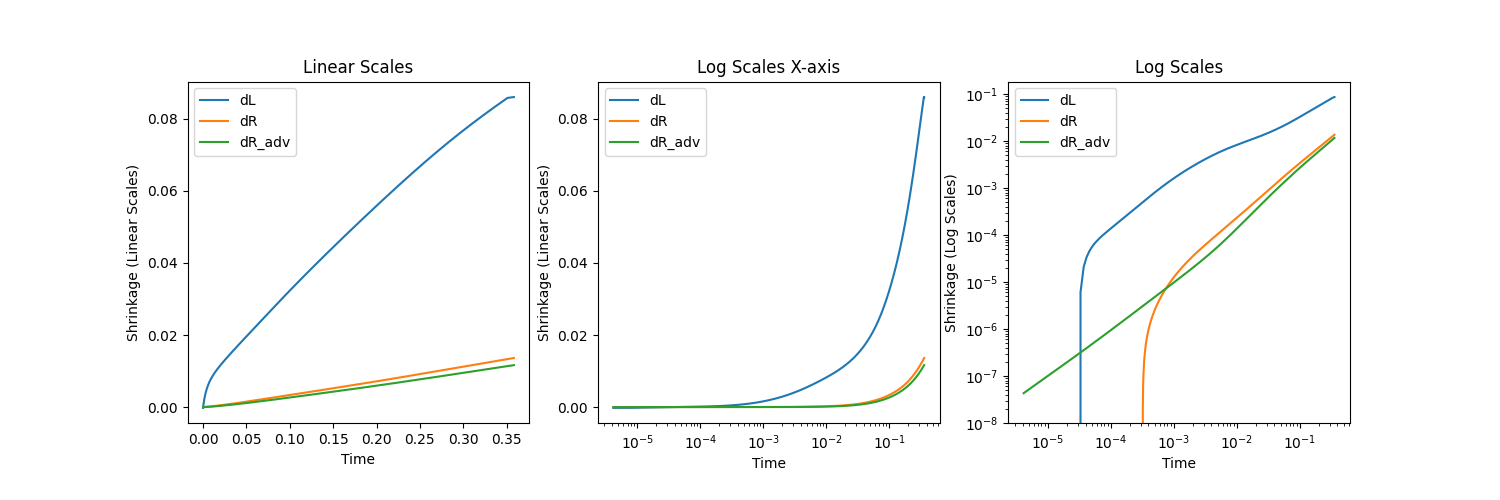 Linear Scales
dL
dR
dR_adv
Shrinkage (Linear Scales)
0.08
0.06
0.04
0.02
0.00
0.00 0.05 0.10 0.15 0.20 0.25 0.30 0.35
Time
Log Scales X-axis
dL
dR
dR_adv
Shrinkage (Linear Scales)
0.08
0.06
0.04
0.02
0.00
10⁻⁵ 10⁻⁴ 10⁻³ 10⁻² 10⁻¹
Time
Log Scales
dL
dR
dR_adv
Shrinkage (Log Scales)
10⁻¹
10⁻²
10⁻³
10⁻⁴
10⁻⁵
10⁻⁶
10⁻⁷
10⁻⁸
10⁻⁵ 10⁻⁴ 10⁻³ 10⁻² 10⁻¹
Time